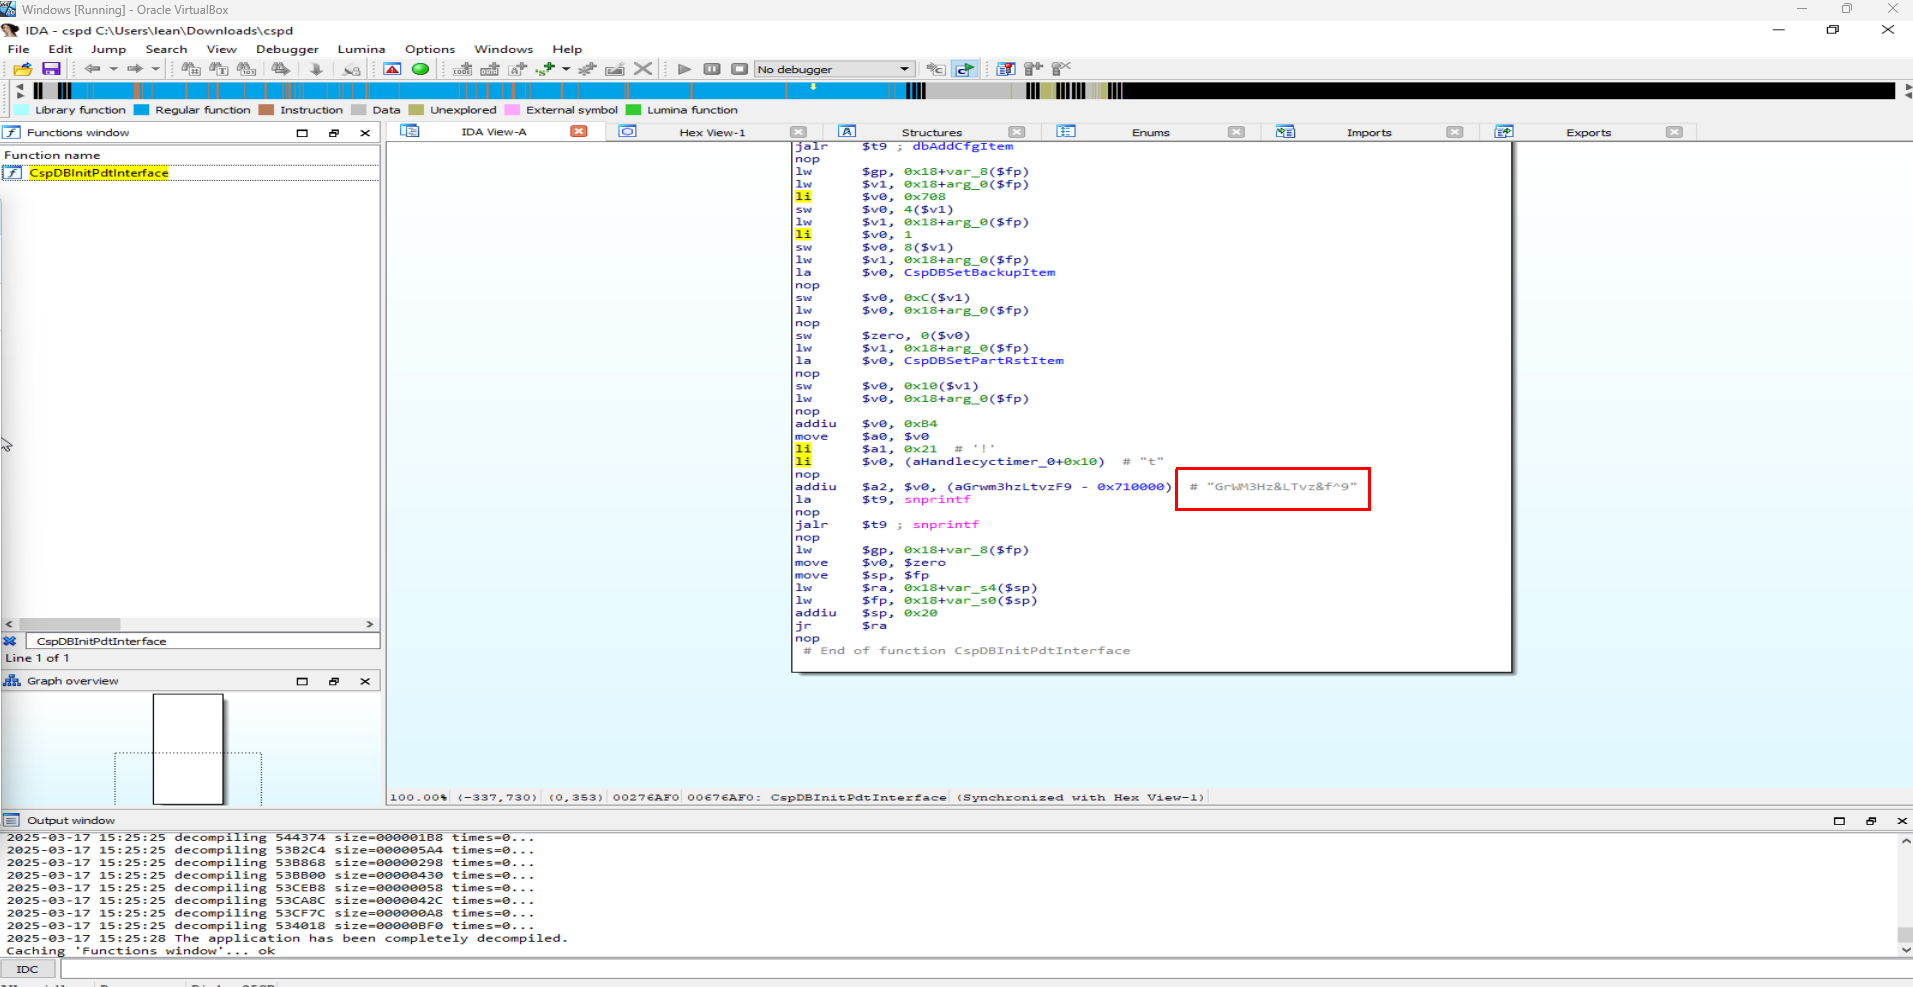 Windows [Running] - Oracle VirtualBox
IDA - cspd C:\Users\lean\Downloads\cspd
File Edit Jump Search View Debugger Lumina Options Windows Help
No debugger
Library function Regular function Instruction Data Unexplored External symbol Lumina function
Functions window
IDA View-A Hex View-1 Structures Enums Imports Exports
Function name
CspDBInitPdtInterface
jalr $t9 ; dbAddCfgItem
nop
lw $gp, 0x18+var_8($fp)
lw $v1, 0x18+arg_0($fp)
li $v0, 0x708
sw $v0, 4($v1)
lw $v1, 0x18+arg_0($fp)
li $v0, 1
sw $v0, 8($v1)
lw $v1, 0x18+arg_0($fp)
la $v0, CspDBSetBackupItem
nop
sw $v0, 0xC($v1)
lw $v0, 0x18+arg_0($fp)
nop
sw $zero, 0($v0)
lw $v1, 0x18+arg_0($fp)
la $v0, CspDBSetPartRstItem
nop
sw $v0, 0x10($v1)
lw $v0, 0x18+arg_0($fp)
nop
addiu $v0, 0xB4
move $a0, $v0
li $a1, 0x21 # '!'
li $v0, (aHandlecyctimer_0+0x10) # "t"
nop
addiu $a2, $v0, (aGrwm3hzLtvzF9 - 0x710000) # "GrWM3Hz&LTvz&f^9"
la $t9, snprintf
nop
jalr $t9 ; snprintf
nop
lw $gp, 0x18+var_8($fp)
move $v0, $zero
move $sp, $fp
lw $ra, 0x18+var_s4($sp)
lw $fp, 0x18+var_s0($sp)
addiu $sp, 0x20
jr $ra
nop
# End of function CspDBInitPdtInterface
CspDBInitPdtInterface
Line 1 of 1
Graph overview
100.00% (-337,730) (0,353) 00276AF0 00676AF0: CspDBInitPdtInterface (Synchronized with Hex View-1)
Output window
2025-03-17 15:25:25 decompiling 544374 size=000001B8 times=0...
2025-03-17 15:25:25 decompiling 53B2C4 size=000005A4 times=0...
2025-03-17 15:25:25 decompiling 53B868 size=00000298 times=0...
2025-03-17 15:25:25 decompiling 53BB00 size=00000430 times=0...
2025-03-17 15:25:25 decompiling 53CEB8 size=00000058 times=0...
2025-03-17 15:25:25 decompiling 53CA8C size=0000042C times=0...
2025-03-17 15:25:25 decompiling 53CF7C size=000000A8 times=0...
2025-03-17 15:25:25 decompiling 534018 size=00000BF0 times=0...
2025-03-17 15:25:28 The application has been completely decompiled.
Caching 'Functions window'... ok
IDC